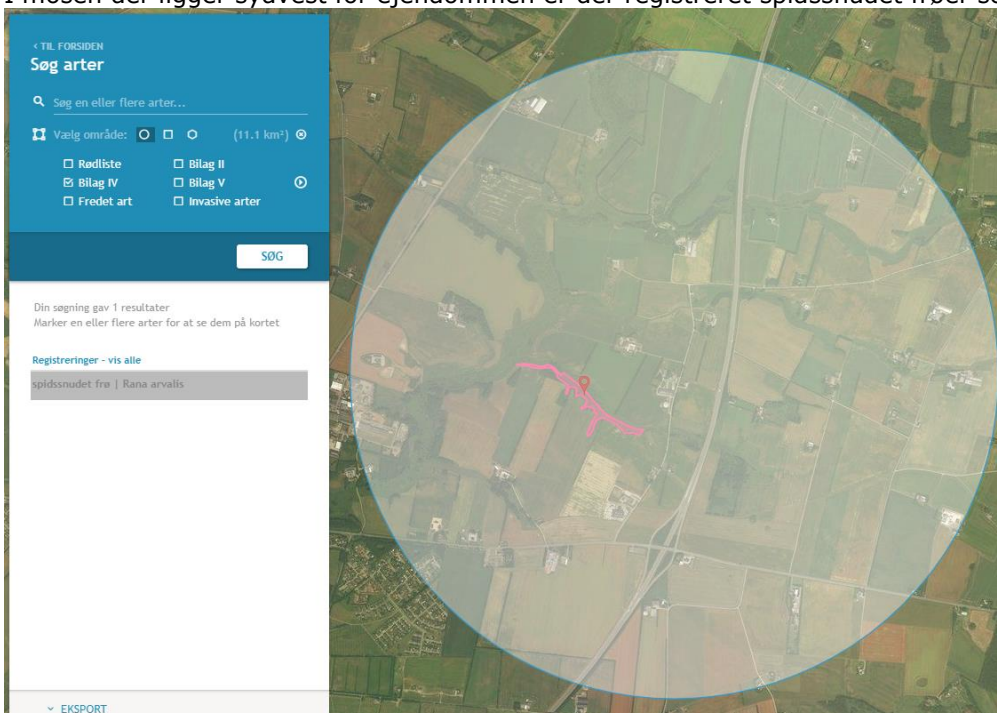 I mosen der ligger sydvest for ejendommen er der registreret spidssnudet frøer
< TIL FORSIDEN
Søg arter
Søg en eller flere arter...
Vælg område: (11.1 km²)
Rødliste Bilag II
Bilag IV Bilag V
Fredet art Invasive arter
SØG
Din søgning gav 1 resultater
Marker en eller flere arter for at se dem på kortet
Registreringer - vis alle
spidssnudet frø | Rana arvalis
EKSPORT